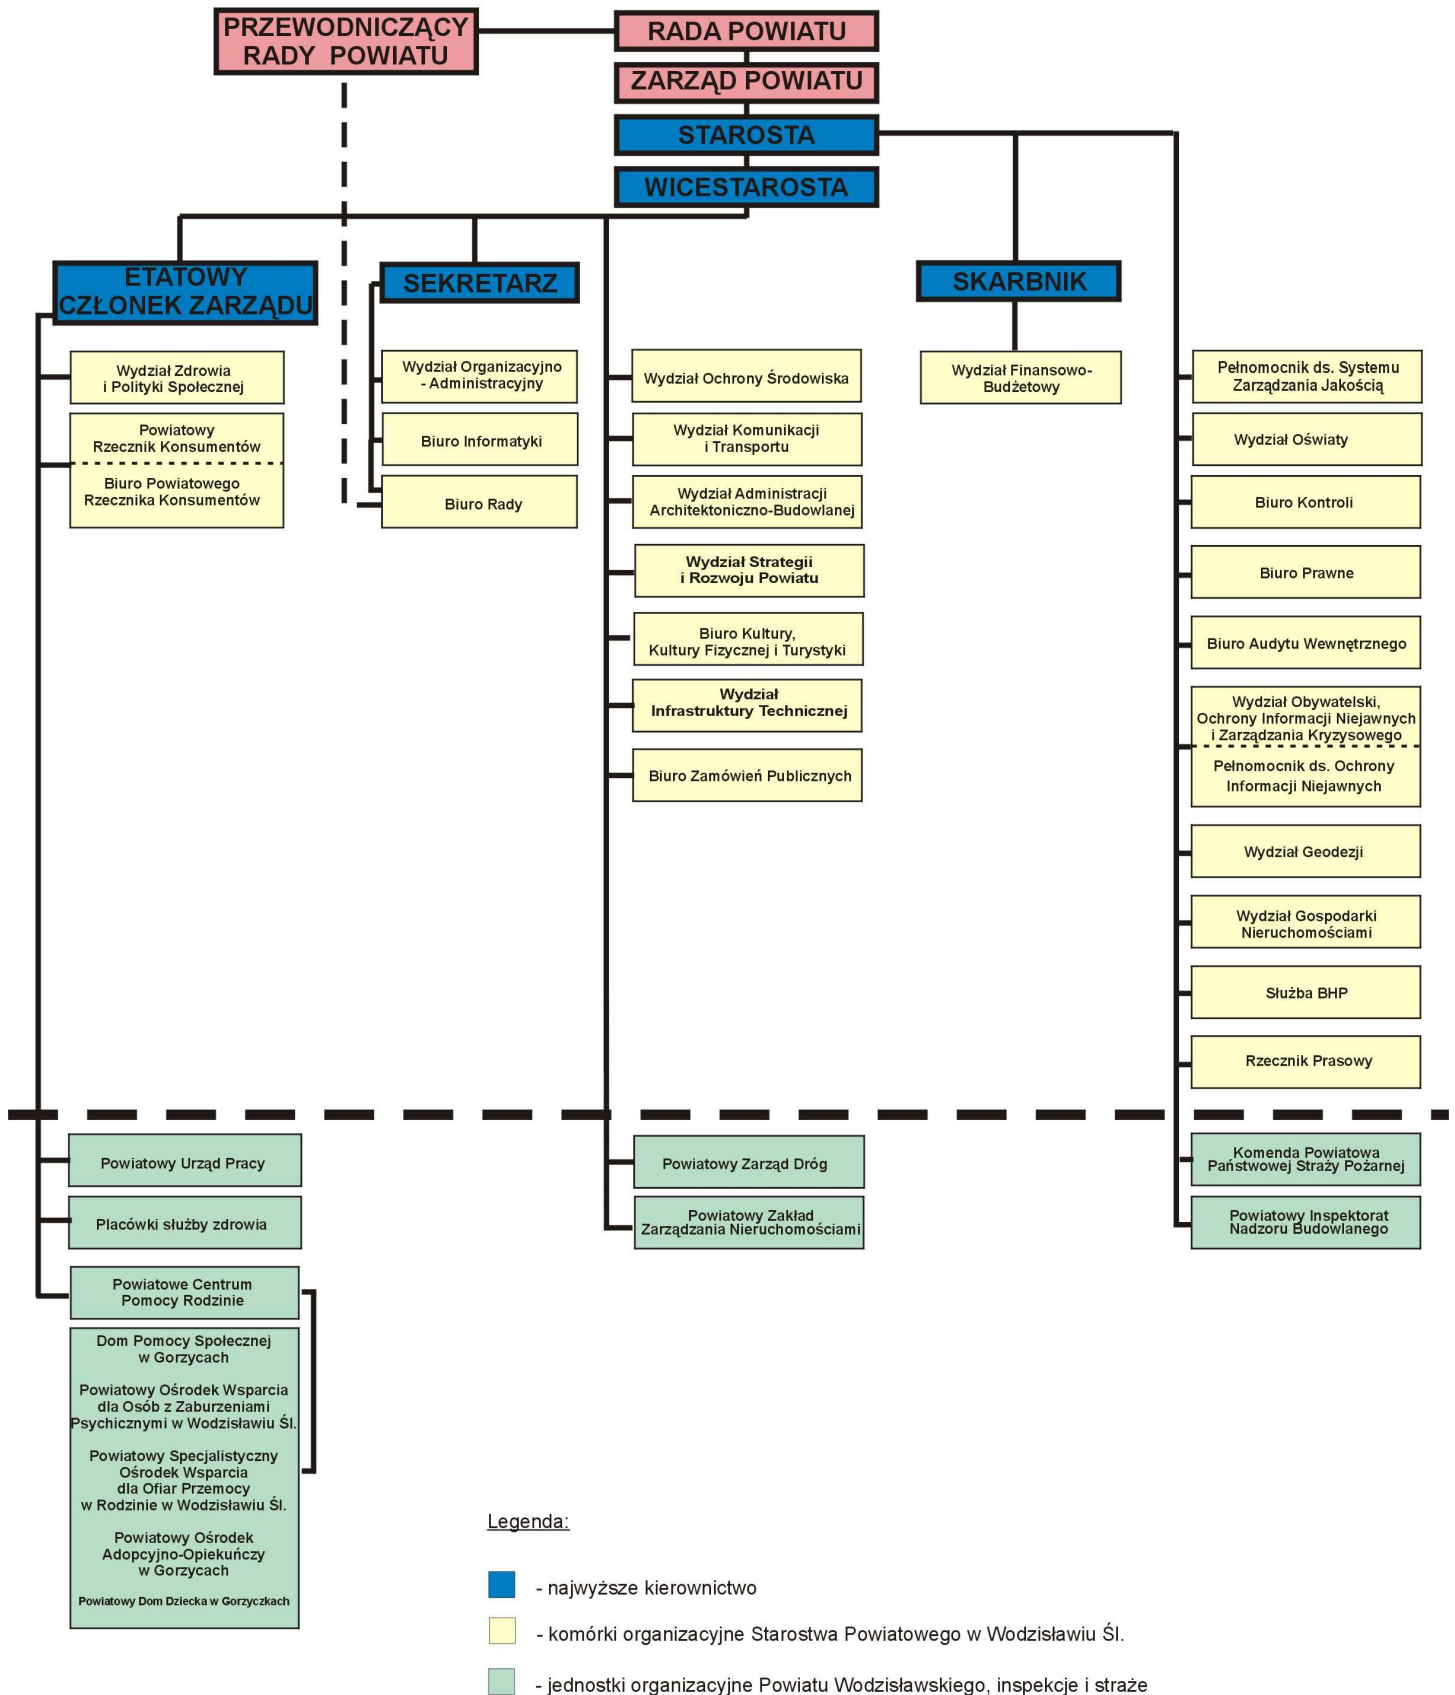 PRZEWODNICZĄCY
RADY POWIATU
RADA POWIATU
ZARZĄD POWIATU
STAROSTA
WICESTAROSTA
ETATOWY
CZŁONEK ZARZĄDU
SEKRETARZ
SKARBNIK
Wydział Zdrowia
i Polityki Społecznej
Powiatowy
Rzecznik Konsumentów
Biuro Powiatowego
Rzecznika Konsumentów
Wydział Organizacyjno
- Administracyjny
Biuro Informatyki
Biuro Rady
Wydział Ochrony Środowiska
Wydział Komunikacji
i Transportu
Wydział Administracji
Architektoniczno-Budowlanej
Wydział Strategii
i Rozwoju Powiatu
Biuro Kultury,
Kultury Fizycznej i Turystyki
Wydział
Infrastruktury Technicznej
Biuro Zamówień Publicznych
Wydział Finansowo-
Budżetowy
Pełnomocnik ds. Systemu
Zarządzania Jakością
Wydział Oświaty
Biuro Kontroli
Biuro Prawne
Biuro Audytu Wewnętrznego
Wydział Obywatelski,
Ochrony Informacji Niejawnych
i Zarządzania Kryzysowego
Pełnomocnik ds. Ochrony
Informacji Niejawnych
Wydział Geodezji
Wydział Gospodarki
Nieruchomościami
Służba BHP
Rzecznik Prasowy
Powiatowy Urząd Pracy
Placówki służby zdrowia
Powiatowe Centrum
Pomocy Rodzinie
Dom Pomocy Społecznej
w Gorzycach
Powiatowy Ośrodek Wsparcia
dla Osób z Zaburzeniami
Psychicznymi w Wodzisławiu Śl.
Powiatowy Specjalistyczny
Ośrodek Wsparcia
dla Ofiar Przemocy
w Rodzinie w Wodzisławiu Śl.
Powiatowy Ośrodek
Adopcyjno-Opiekuńczy
w Gorzycach
Powiatowy Dom Dziecka w Gorzyczkach
Powiatowy Zarząd Dróg
Powiatowy Zakład
Zarządzania Nieruchomościami
Komenda Powiatowa
Państwowej Straży Pożarnej
Powiatowy Inspektorat
Nadzoru Budowlanego
Legenda:
- najwyższe kierownictwo
- komórki organizacyjne Starostwa Powiatowego w Wodzisławiu Śl.
- jednostki organizacyjne Powiatu Wodzisławskiego, inspekcje i straże